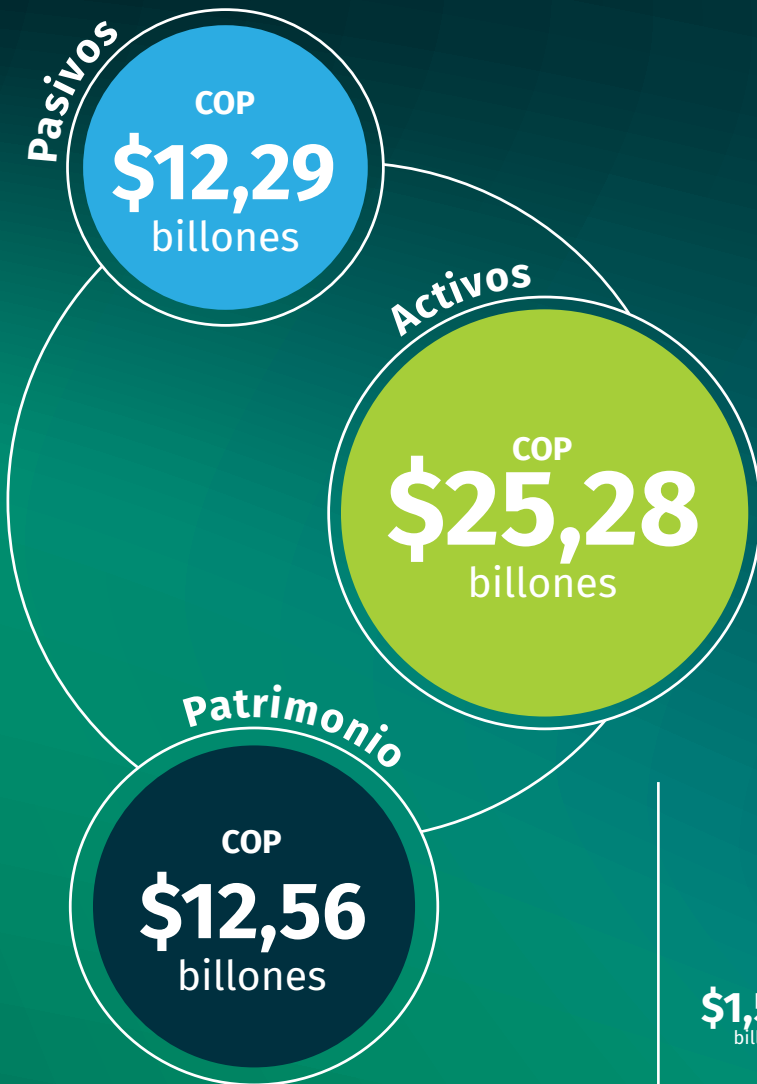 Pasivos
COP
$12,29
billones
Activos
COP
$25,28
billones
Patrimonio
COP
$12,56
billones